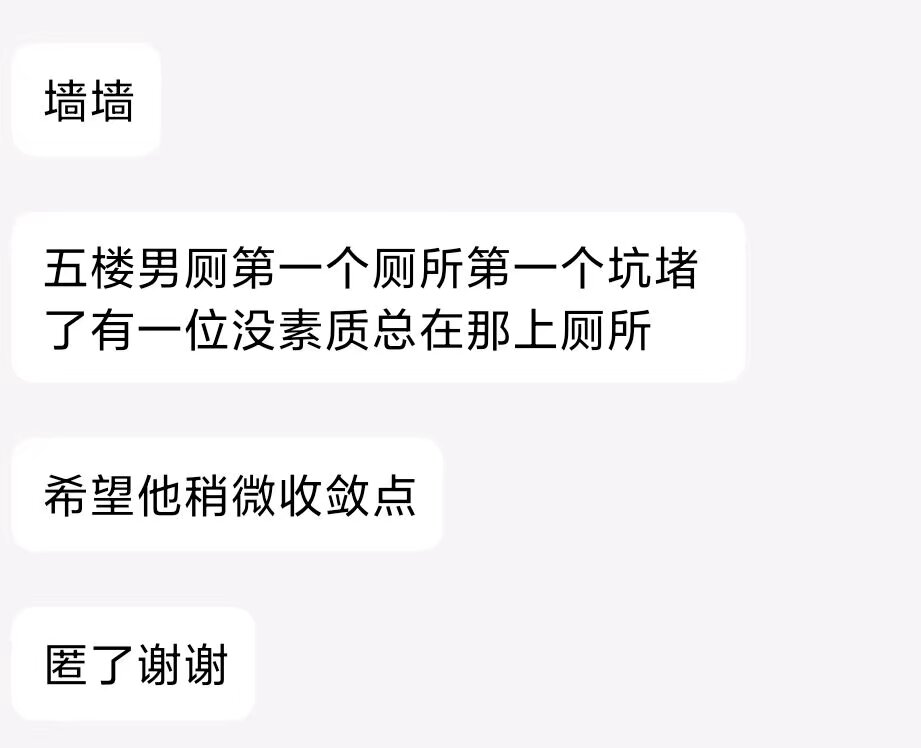 墙墙
五楼男厕第一个厕所第一个坑堵
了有一位没素质总在那上厕所
希望他稍微收敛点
匿了谢谢